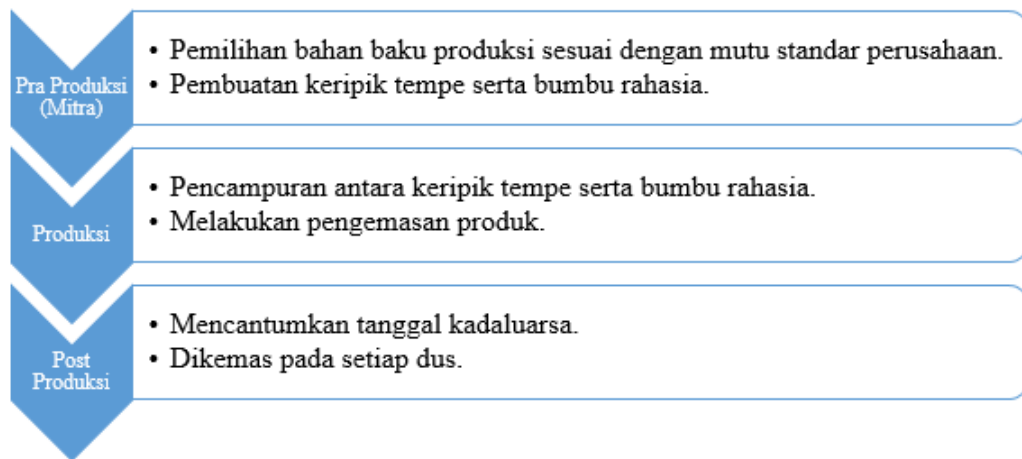 Pra Produksi
(Mitra)
• Pemilihan bahan baku produksi sesuai dengan mutu standar perusahaan.
• Pembuatan keripik tempe serta bumbu rahasia.
Produksi
• Pencampuran antara keripik tempe serta bumbu rahasia.
• Melakukan pengemasan produk.
Post
Produksi
• Mencantumkan tanggal kadaluarsa.
• Dikemas pada setiap dus.